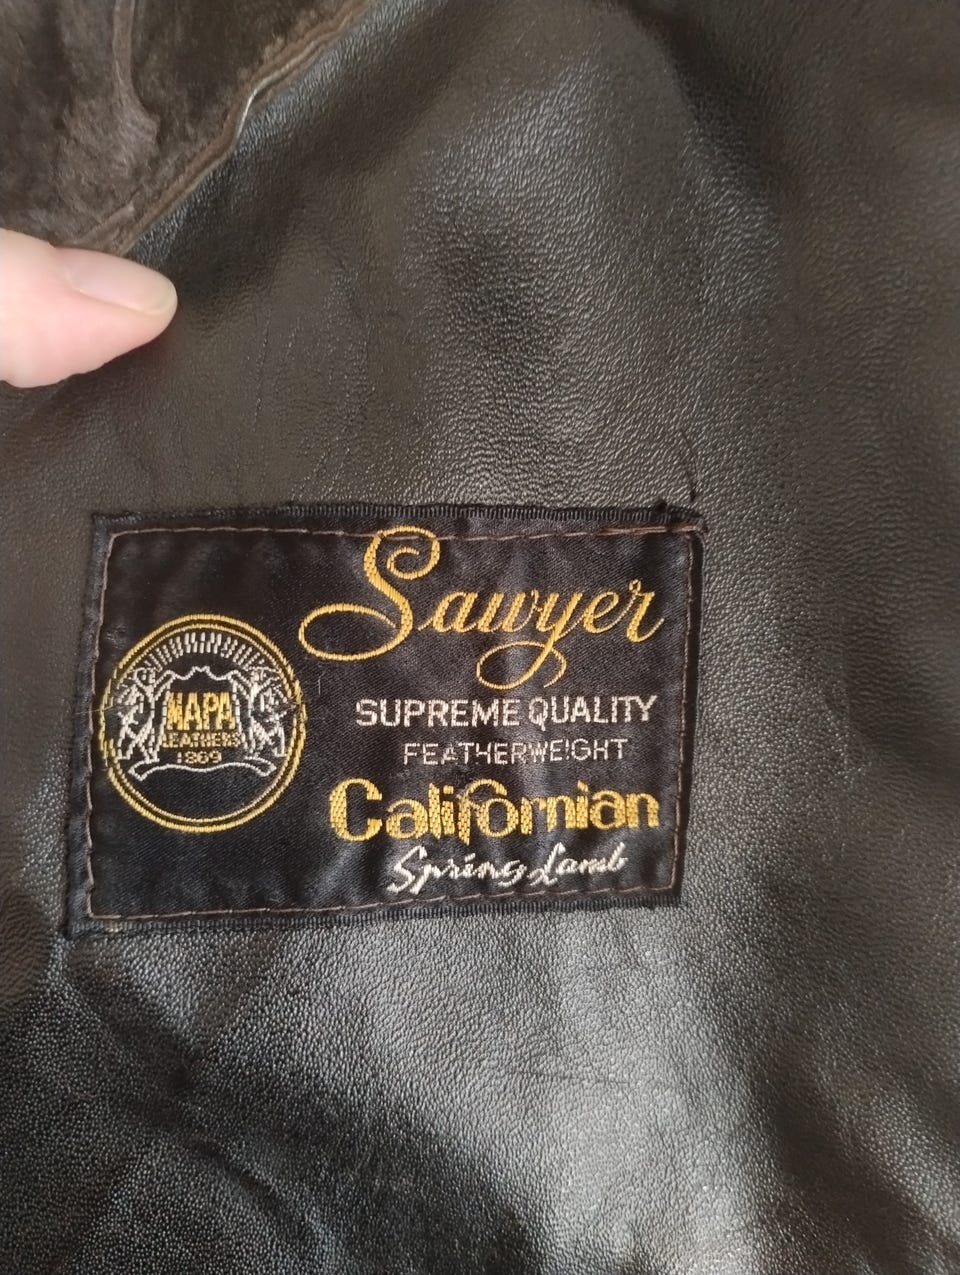 NAPA
LEATHERS
1869
Sawyer
SUPREME QUALITY
FEATHERWEIGHT
Californian
Spring Lamb